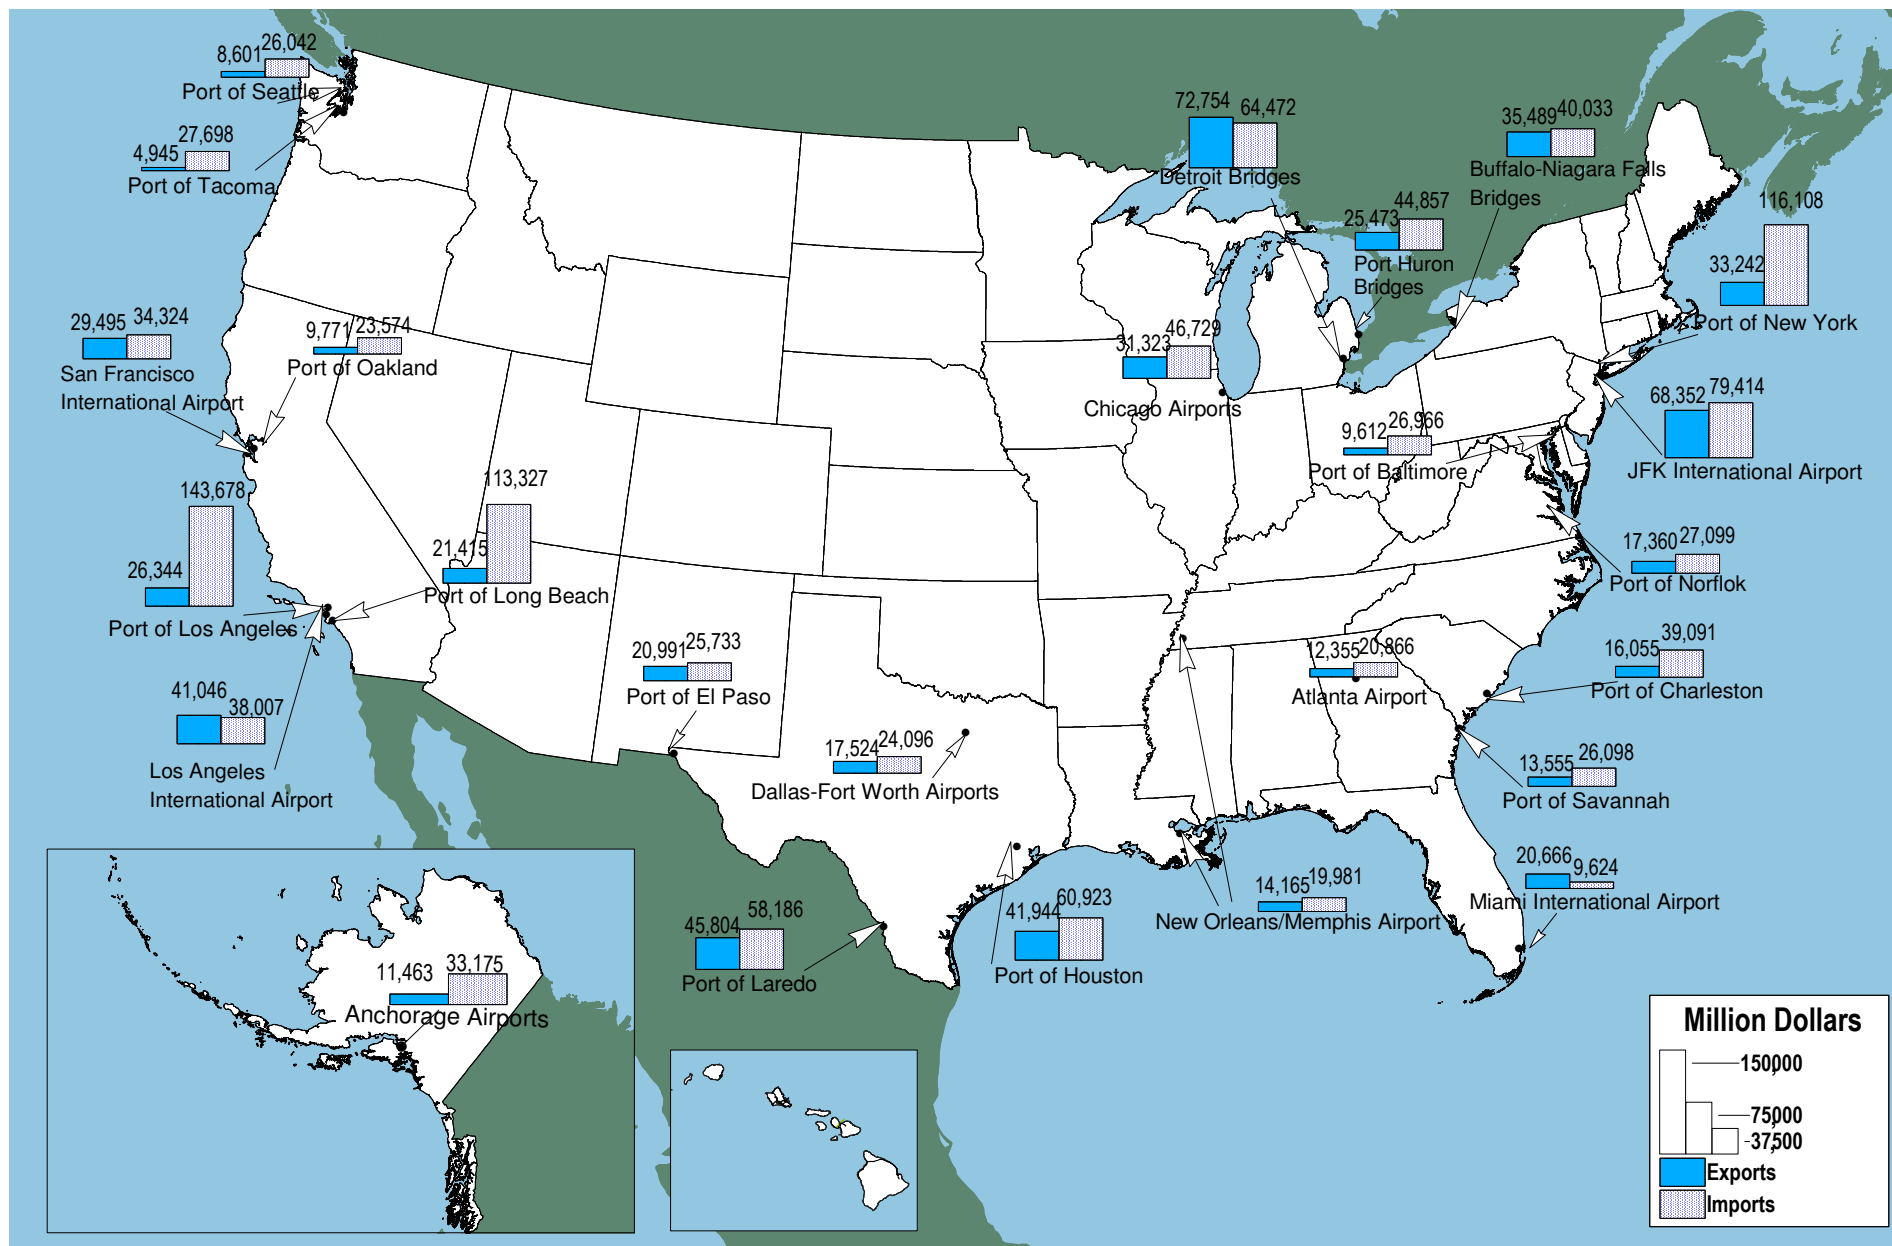 8,601 26,042
Port of Seattle
4,945 27,698
Port of Tacoma
72,754 64,472
Detroit Bridges
35,489 40,033
Buffalo-Niagara Falls
Bridges
25,473 44,857
Port Huron
Bridges
116,108
33,242
Port of New York
29,495 34,324
San Francisco
International Airport
9,771 23,574
Port of Oakland
31,323 46,729
Chicago Airports
68,352 79,414
JFK International Airport
9,612 26,966
Port of Baltimore
143,678
26,344
Port of Los Angeles
113,327
21,415
Port of Long Beach
17,360 27,099
Port of Norflok
41,046
38,007
Los Angeles
International Airport
20,991 25,733
Port of El Paso
12,355 20,866
Atlanta Airport
16,055 39,091
Port of Charleston
17,524 24,096
Dallas-Fort Worth Airports
13,555 26,098
Port of Savannah
45,804 58,186
Port of Laredo
41,944 60,923
Port of Houston
14,165 19,981
New Orleans/Memphis Airport
20,666 9,624
Miami International Airport
11,463 33,175
Anchorage Airports
Million Dollars
150,000
75,000
37,500
Exports
Imports